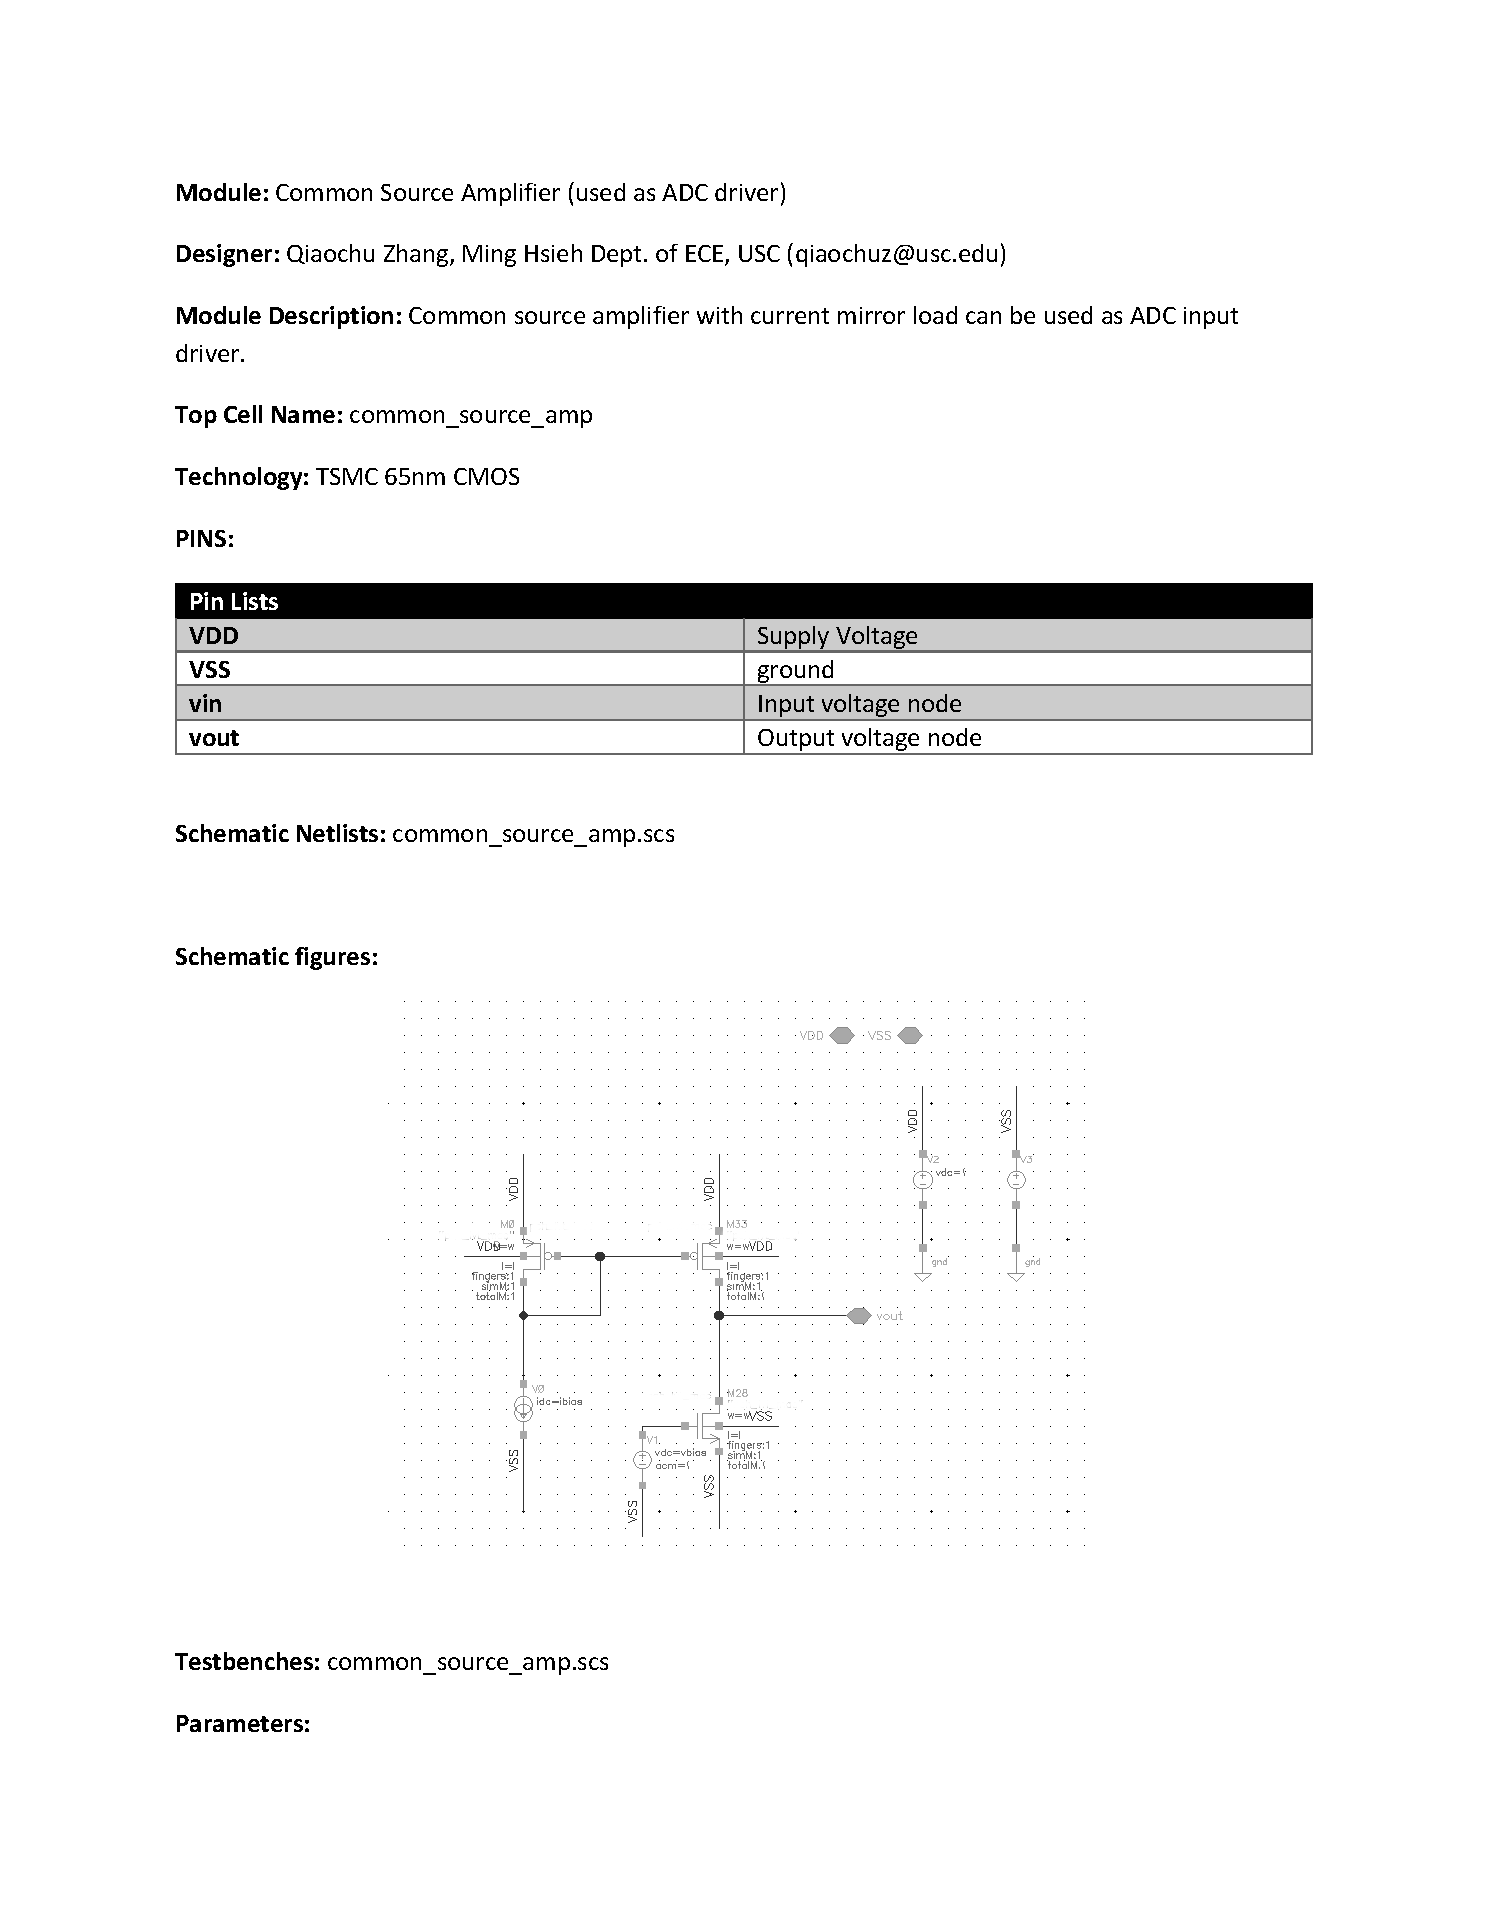 Module: Common Source Amplifier (used as ADC driver)
Designer: Qiaochu Zhang, Ming Hsieh Dept. of ECE, USC (qiaochuz@usc.edu)
Module Description: Common source amplifier with current mirror load can be used as ADC input
driver.
Top Cell Name: common_source_amp
Technology: TSMC 65nm CMOS
PINS:
Pin Lists
VDD Supply Voltage
VSS ground
vin Input voltage node
vout Output voltage node
Schematic Netlists: common_source_amp.scs
Schematic figures:
VDD VSS
VDD VSS
V2 V3
vdc=
VDD VDD
M0 M33
VDD =w w=w VDD
l=l l=l
fingers:1 fingers:1
simM:1 simM:1
totalM:1 totalM:
gnd gnd
vout
V0 M28
idc=ibias
w=w VSS
V1 l=l
vdc=vbias fingers:1
acm= simM:1
totalM:
VSS VSS
VSS
Testbenches: common_source_amp.scs
Parameters: